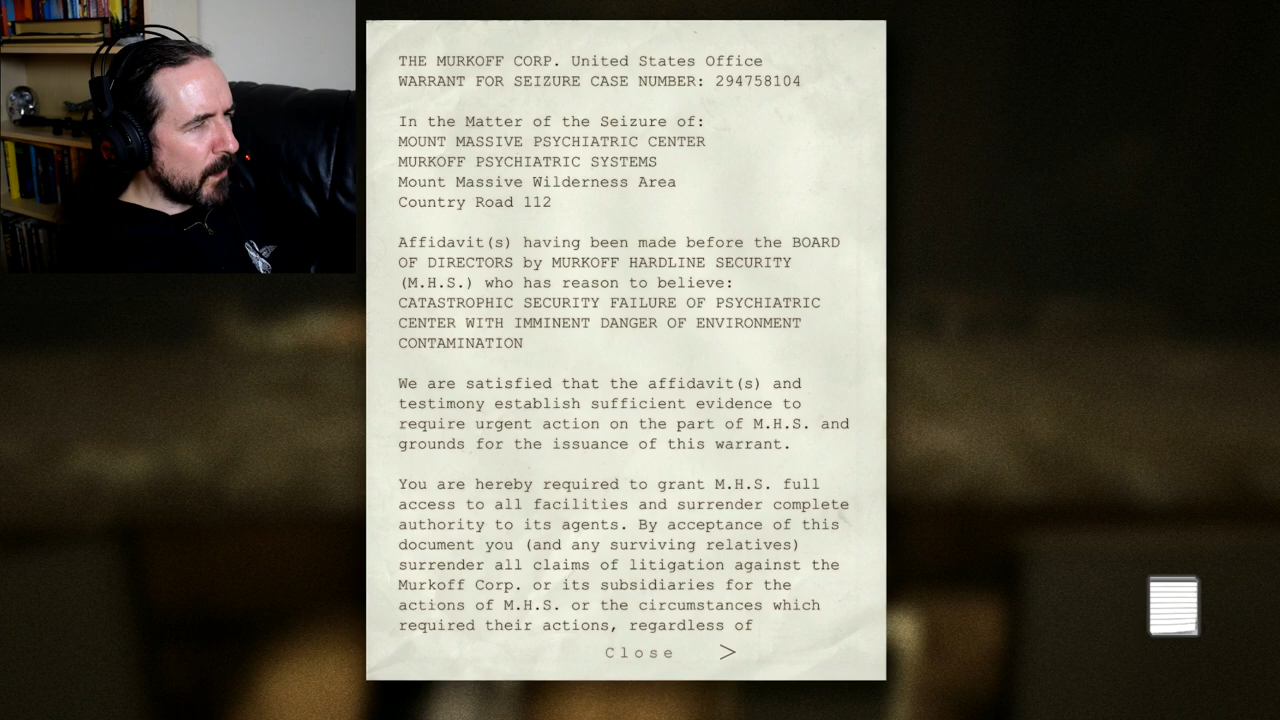 THE MURKOFF CORP. United States Office
WARRANT FOR SEIZURE CASE NUMBER: 294758104
In the Matter of the Seizure of:
MOUNT MASSIVE PSYCHIATRIC CENTER
MURKOFF PSYCHIATRIC SYSTEMS
Mount Massive Wilderness Area
Country Road 112
Affidavit(s) having been made before the BOARD
OF DIRECTORS by MURKOFF HARDLINE SECURITY
(M.H.S.) who has reason to believe:
CATASTROPHIC SECURITY FAILURE OF PSYCHIATRIC
CENTER WITH IMMINENT DANGER OF ENVIRONMENT
CONTAMINATION
We are satisfied that the affidavit(s) and
testimony establish sufficient evidence to
require urgent action on the part of M.H.S. and
grounds for the issuance of this warrant.
You are hereby required to grant M.H.S. full
access to all facilities and surrender complete
authority to its agents. By acceptance of this
document you (and any surviving relatives)
surrender all claims of litigation against the
Murkoff Corp. or its subsidiaries for the
actions of M.H.S. or the circumstances which
required their actions, regardless of
Close >